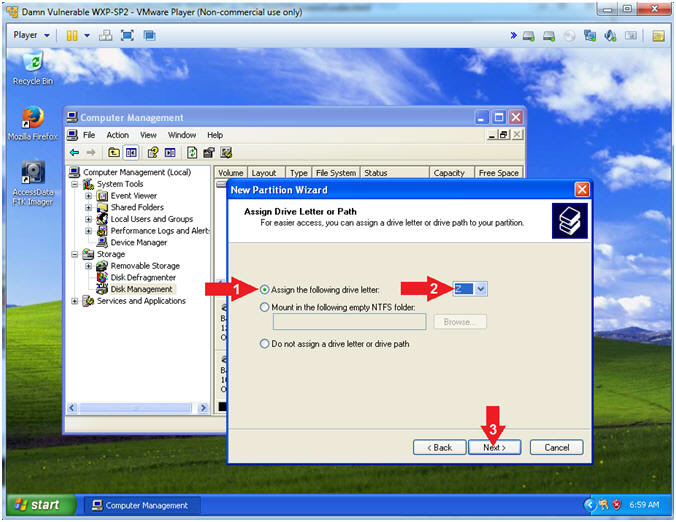 Damn Vulnerable WXP-SP2 - VMware Player (Non-commercial use only)
Player
Recycle Bin
Mozilla Firefox
AccessData
FTK Imager
Computer Management
File Action View Window Help
Computer Management (Local)
System Tools
Event Viewer
Shared Folders
Local Users and Groups
Performance Logs and Alert:
Device Manager
Storage
Removable Storage
Disk Defragmenter
Disk Management
Services and Applications
Volume Layout Type File System Status Capacity Free Space
New Partition Wizard
Assign Drive Letter or Path
For easier access, you can assign a drive letter or drive path to your partition.
1
Assign the following drive letter:
2
Z
Mount in the following empty NTFS folder:
Browse...
Do not assign a drive letter or drive path
3
< Back Next > Cancel
start
Computer Management
6:59 AM